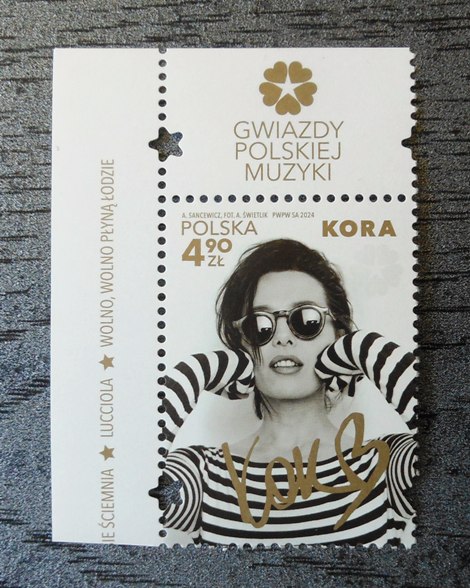 GWIAZDY
POLSKIEJ
MUZYKI
A. SANCEWICZ, FOT. A. ŚWIETLIK PWPW SA 2024
POLSKA
KORA
4,90
ZŁ
KORA
IE ŚCIEMNIA ★ LUCCIOLA ★ WOLNO, WOLNO PŁYNĄ ŁODZIE